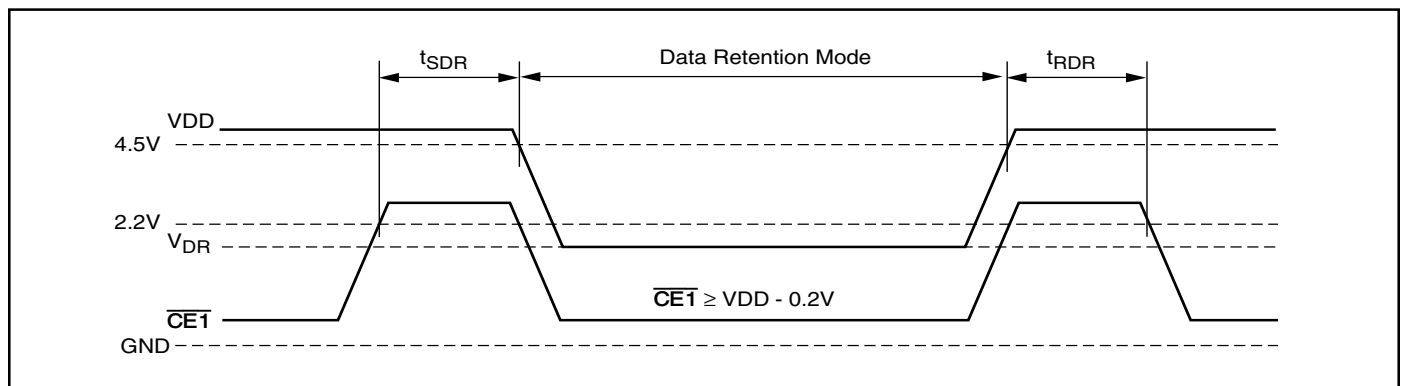 tSDR Data Retention Mode tRDR
VDD
4.5V
2.2V
VDR
CE1 ≥ VDD - 0.2V
CE1
GND